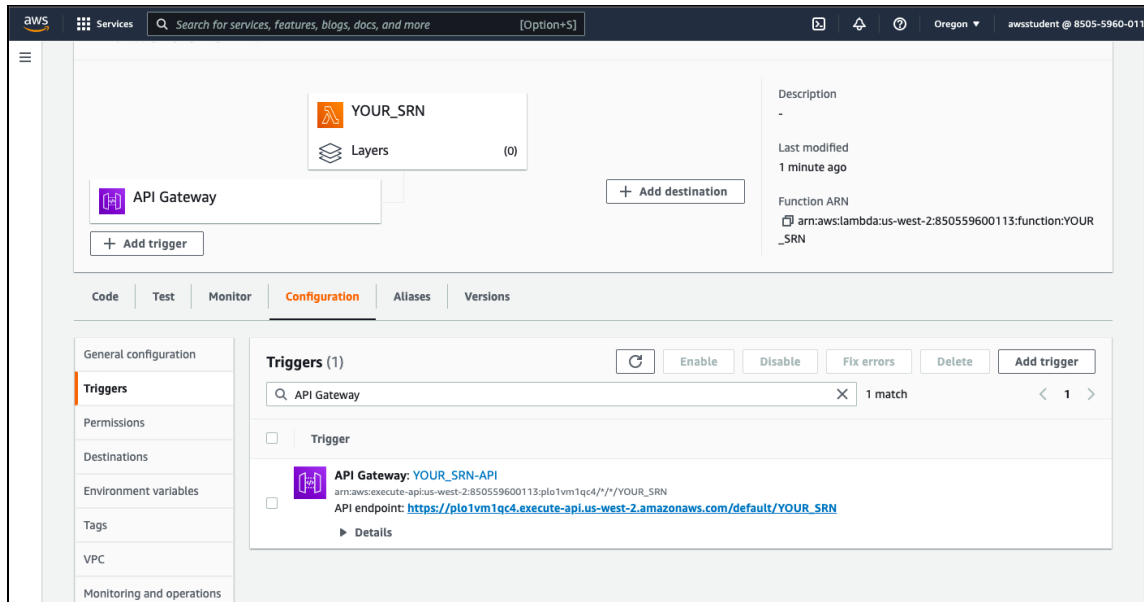 aws
Services
Search for services, features, blogs, docs, and more
[Option+S]
Oregon ▼
awsstudent @ 8505-5960-011
YOUR_SRN
Layers
(0)
API Gateway
+ Add trigger
+ Add destination
Description
-
Last modified
1 minute ago
Function ARN
arn:aws:lambda:us-west-2:850559600113:function:YOUR
_SRN
Code
Test
Monitor
Configuration
Aliases
Versions
General configuration
Triggers
Permissions
Destinations
Environment variables
Tags
VPC
Monitoring and operations
Triggers (1)
Enable
Disable
Fix errors
Delete
Add trigger
API Gateway
1 match
1
Trigger
API Gateway: YOUR_SRN-API
arn:aws:execute-api:us-west-2:850559600113:plo1vm1qc4/*/*/YOUR_SRN
API endpoint: https://plo1vm1qc4.execute-api.us-west-2.amazonaws.com/default/YOUR_SRN
Details